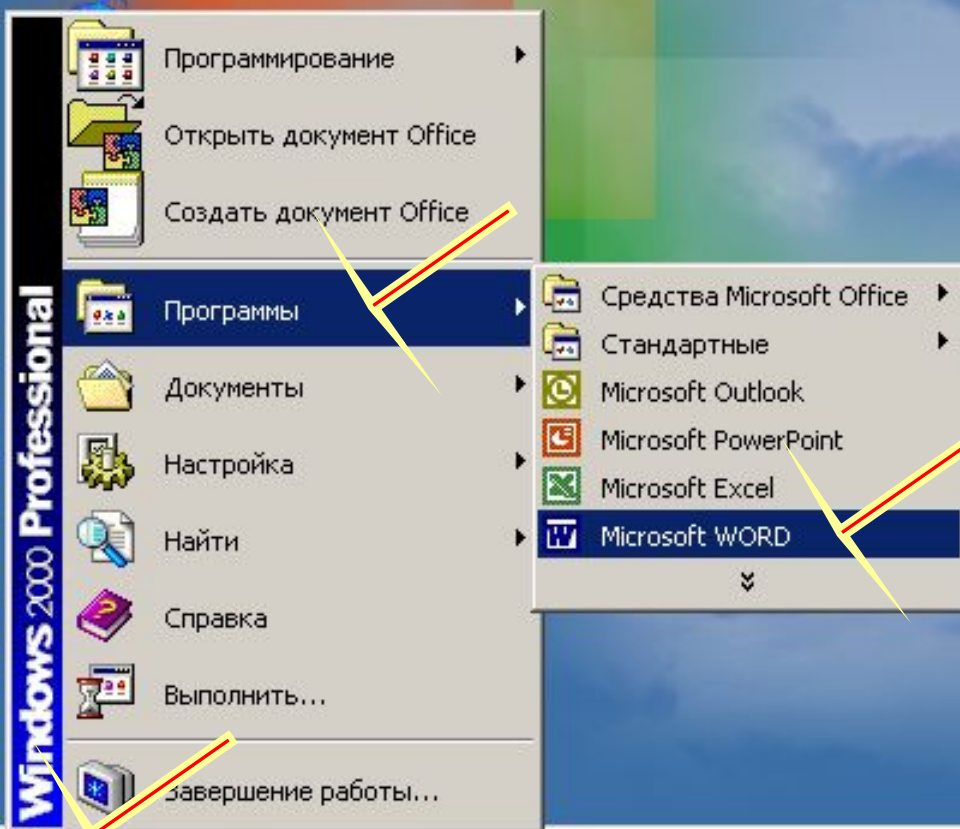 Программирование
Открыть документ Office
Создать документ Office
Программы
Документы
Настройка
Найти
Справка
Выполнить...
Завершение работы...
Windows 2000 Professional
Средства Microsoft Office
Стандартные
Microsoft Outlook
Microsoft PowerPoint
Microsoft Excel
Microsoft WORD